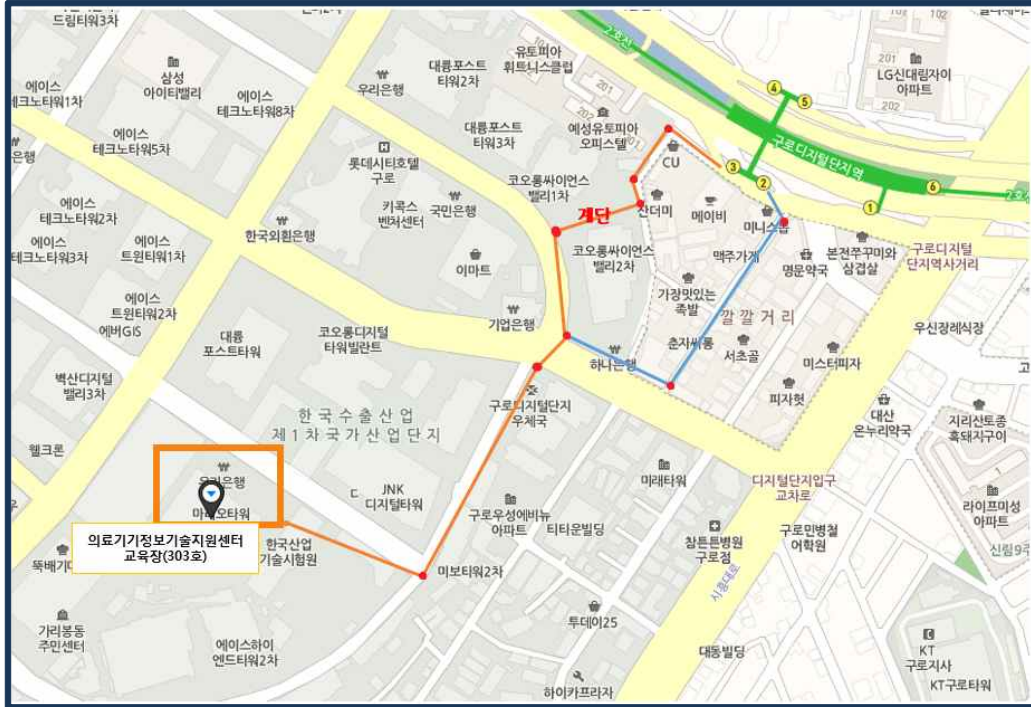 드림타워3차
에이스
테크노타워1차
삼성
아이티밸리
에이스
테크노타워8차
에이스
테크노타워5차
우리은행
대륭포스트
타워2차
유토피아
휘트니스클럽
201
201
202
102
202
LG신대림자이
아파트
2호선
대륭포스트
타워3차
예성유토피아
오피스텔
롯데시티호텔
구로
키콕스
벤처센터
국민은행
코오롱싸이언스
밸리1차
계단
CU
산더미
메이비
미니스톱
4
5
3
2
1
6
구로디지털단지역
구로디지털
단지역사거리
에이스
테크노타워2차
에이스
테크노타워3차
에이스
트윈타워1차
한국외환은행
이마트
코오롱싸이언스
밸리2차
맥주가게
명문약국
본전쭈꾸미와
삼겹살
에이스
트윈타워2차
에버GIS
대륭
포스트타워
코오롱디지털
타워빌란트
기업은행
가장맛있는
족발
깔깔거리
우신장례식장
하나은행
춘자싸롱
서초골
미스터피자
피자헛
벽산디지털
밸리3차
한국수출산업
제1차국가산업단지
구로디지털단지
우체국
대산
온누리약국
지리산토종
흑돼지구이
웰크론
우리은행
마리오타워
의료기기정보기술지원센터
교육장(303호)
한국산업
기술시험원
ㄷ
JNK
디지털타워
구로우성에비뉴
아파트
티티운빌딩
미래타워
디지털단지입구
교차로
구로민병철
어학원
라이프미성
아파트
1
참튼튼병원
구로점
시흥대로
미보타워2차
가리봉동
주민센터
에이스하이
엔드타워2차
투데이25
대동빌딩
하이카프라자
KT
구로지사
KT구로타워